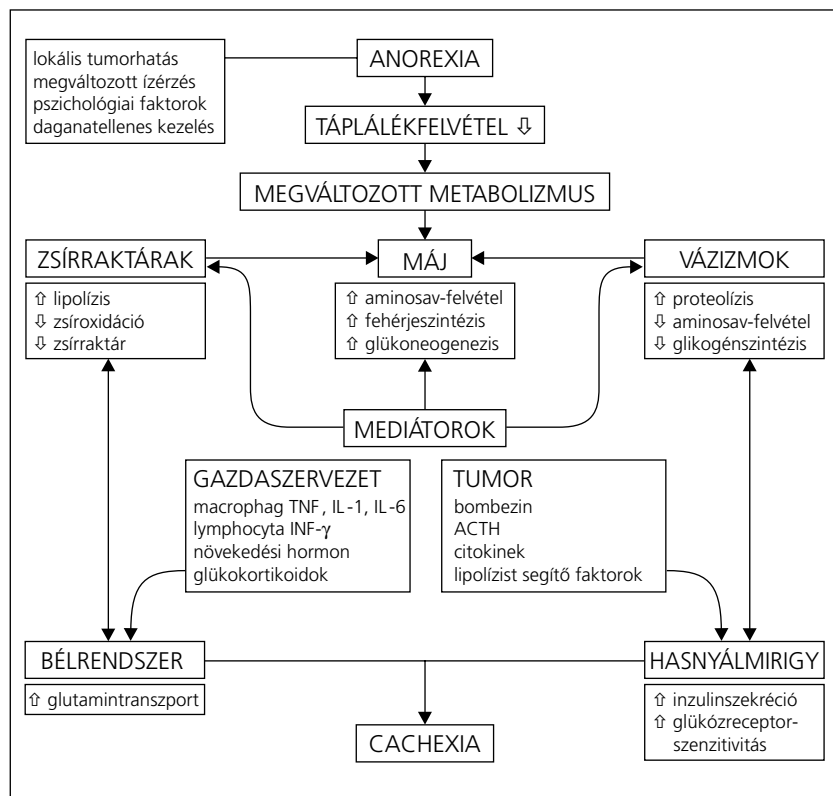 lokális tumorhatás
megváltozott ízérzés
pszichológiai faktorok
daganatellenes kezelés
ANOREXIA
TÁPLÁLÉKFELVÉTEL ⇩
MEGVÁLTOZOTT METABOLIZMUS
ZSÍRRAKTÁRAK
⇧ lipolízis
⇩ zsíroxidáció
⇩ zsírraktár
MÁJ
⇧ aminosav-felvétel
⇧ fehérjeszintézis
⇧ glükoneogenezis
VÁZIZMOK
⇧ proteolízis
⇩ aminosav-felvétel
⇩ glikogénszintézis
MEDIÁTOROK
GAZDASZERVEZET
macrophag TNF, IL-1, IL-6
lymphocyta INF-γ
növekedési hormon
glükokortikoidok
TUMOR
bombezin
ACTH
citokinek
lipolízist segítő faktorok
BÉLRENDSZER
⇧ glutamintranszport
HASNYÁLMIRIGY
⇧ inzulinszekréció
⇧ glükózreceptor-
szenzitivitás
CACHEXIA